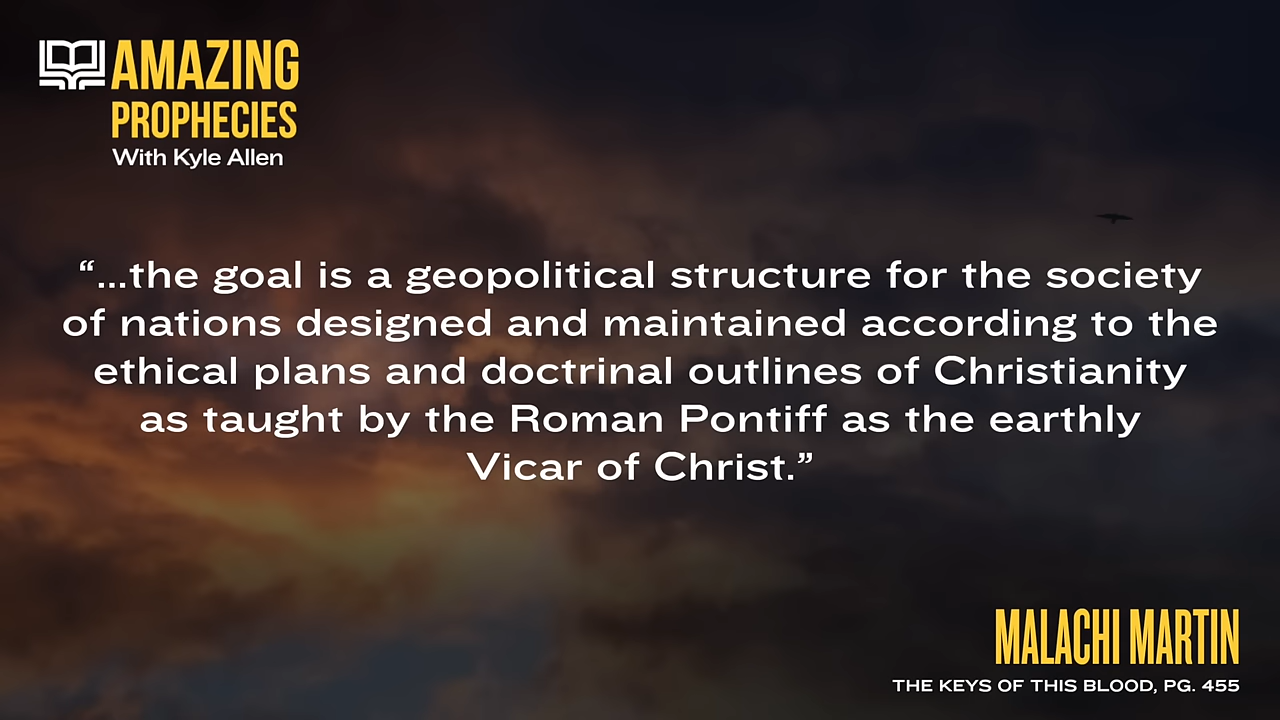 AMAZING
PROPHECIES
With Kyle Allen
“...the goal is a geopolitical structure for the society
of nations designed and maintained according to the
ethical plans and doctrinal outlines of Christianity
as taught by the Roman Pontiff as the earthly
Vicar of Christ.”
MALACHI MARTIN
THE KEYS OF THIS BLOOD, PG. 455